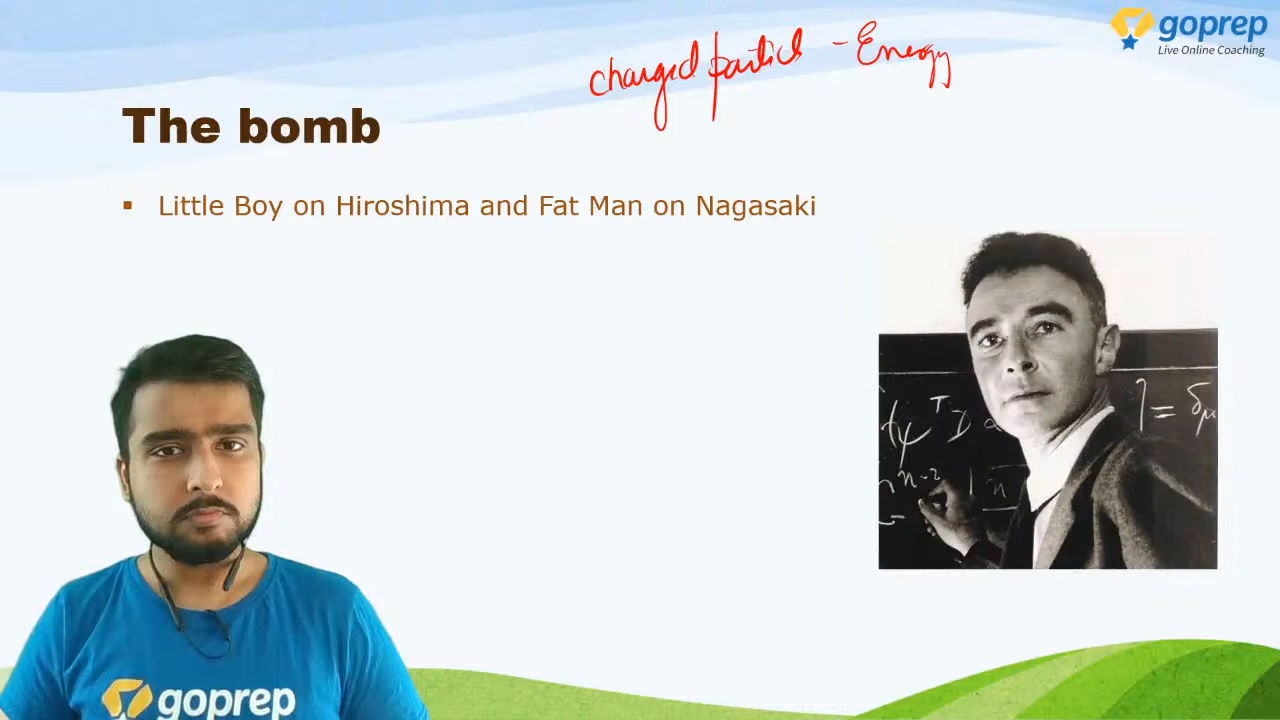 goprep
Live Online Coaching
charged particle - Energy
The bomb
▪ Little Boy on Hiroshima and Fat Man on Nagasaki
goprep